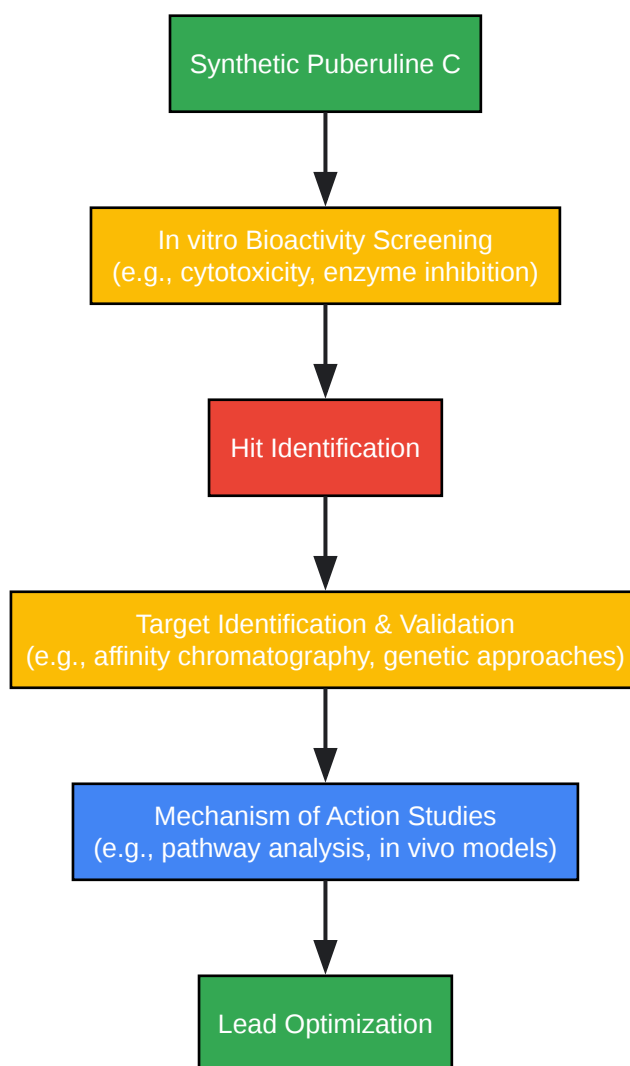 Synthetic Puberuline C
In vitro Bioactivity Screening
(e.g., cytotoxicity, enzyme inhibition)
Hit Identification
Target Identification & Validation
(e.g., affinity chromatography, genetic approaches)
Mechanism of Action Studies
(e.g., pathway analysis, in vivo models)
Lead Optimization